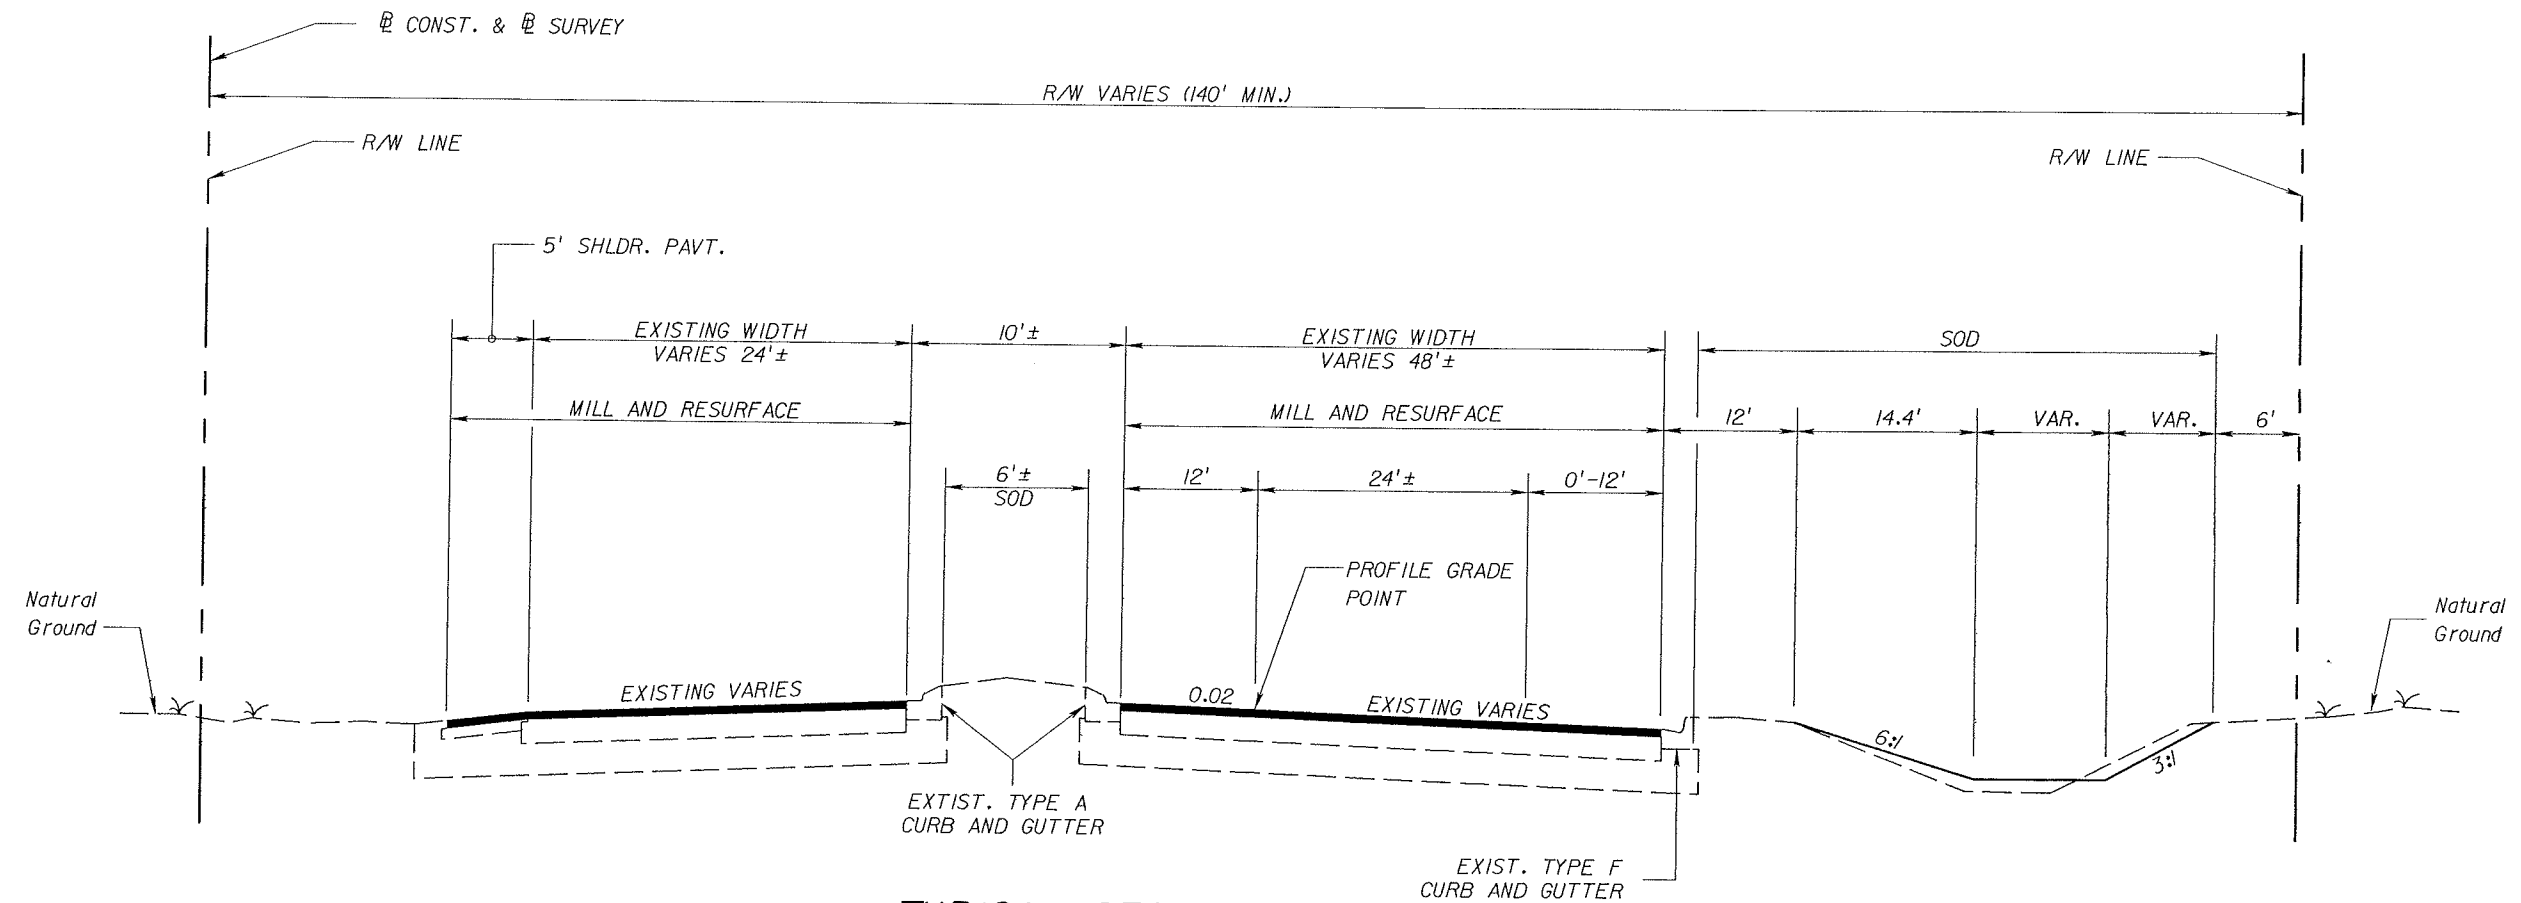 ℄ CONST. & ℄ SURVEY
R/W VARIES (140' MIN.)
R/W LINE
R/W LINE
5' SHLDR. PAVT.
EXISTING WIDTH
VARIES 24'±
10'±
EXISTING WIDTH
VARIES 48'±
SOD
MILL AND RESURFACE
MILL AND RESURFACE
12'
14.4'
VAR.
VAR.
6'
6'±
SOD
12'
24'±
0'-12'
PROFILE GRADE
POINT
Natural
Ground
Natural
Ground
EXISTING VARIES
0.02
EXISTING VARIES
6:1
3:1
EXTIST. TYPE A
CURB AND GUTTER
EXIST. TYPE F
CURB AND GUTTER